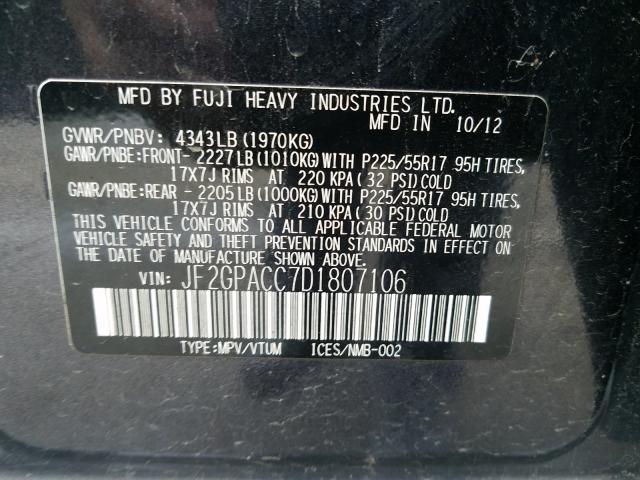 MFD BY FUJI HEAVY INDUSTRIES LTD.
MFD IN 10/12
GVWR/PNBV: 4343LB(1970KG)
GAWR/PNBE:FRONT- 2227LB(1010KG)WITH P225/55R17 95H TIRES,
17X7J RIMS AT 220 KPA(32 PSI)COLD
GAWR/PNBE:REAR - 2205LB(1000KG)WITH P225/55R17 95H TIRES,
17X7J RIMS AT 210 KPA(30 PSI)COLD
THIS VEHICLE CONFORMS TO ALL APPLICABLE FEDERAL MOTOR
VEHICLE SAFETY AND THEFT PREVENTION STANDARDS IN EFFECT ON
THE DATE OF MANUFACTURE SHOWN ABOVE.
VIN: JF2GPACC7D1807106
TYPE:MPV/VTUM ICES/NMB-002